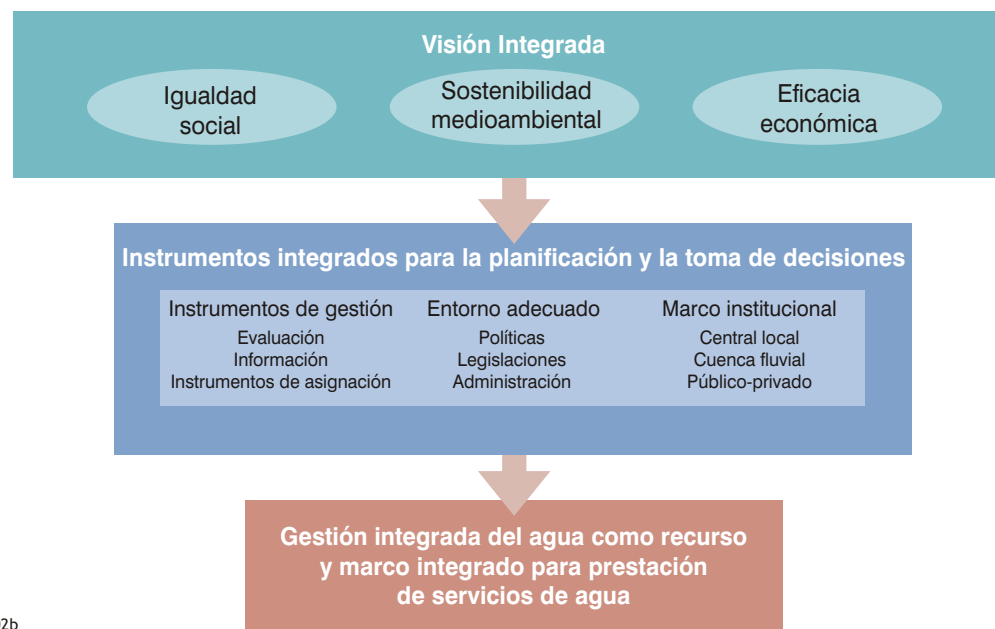 Visión Integrada
Igualdad
social
Sostenibilidad
medioambiental
Eficacia
económica
Instrumentos integrados para la planificación y la toma de decisiones
Instrumentos de gestión
Evaluación
Información
Instrumentos de asignación
Entorno adecuado
Políticas
Legislaciones
Administración
Marco institucional
Central local
Cuenca fluvial
Público-privado
Gestión integrada del agua como recurso
y marco integrado para prestación
de servicios de agua